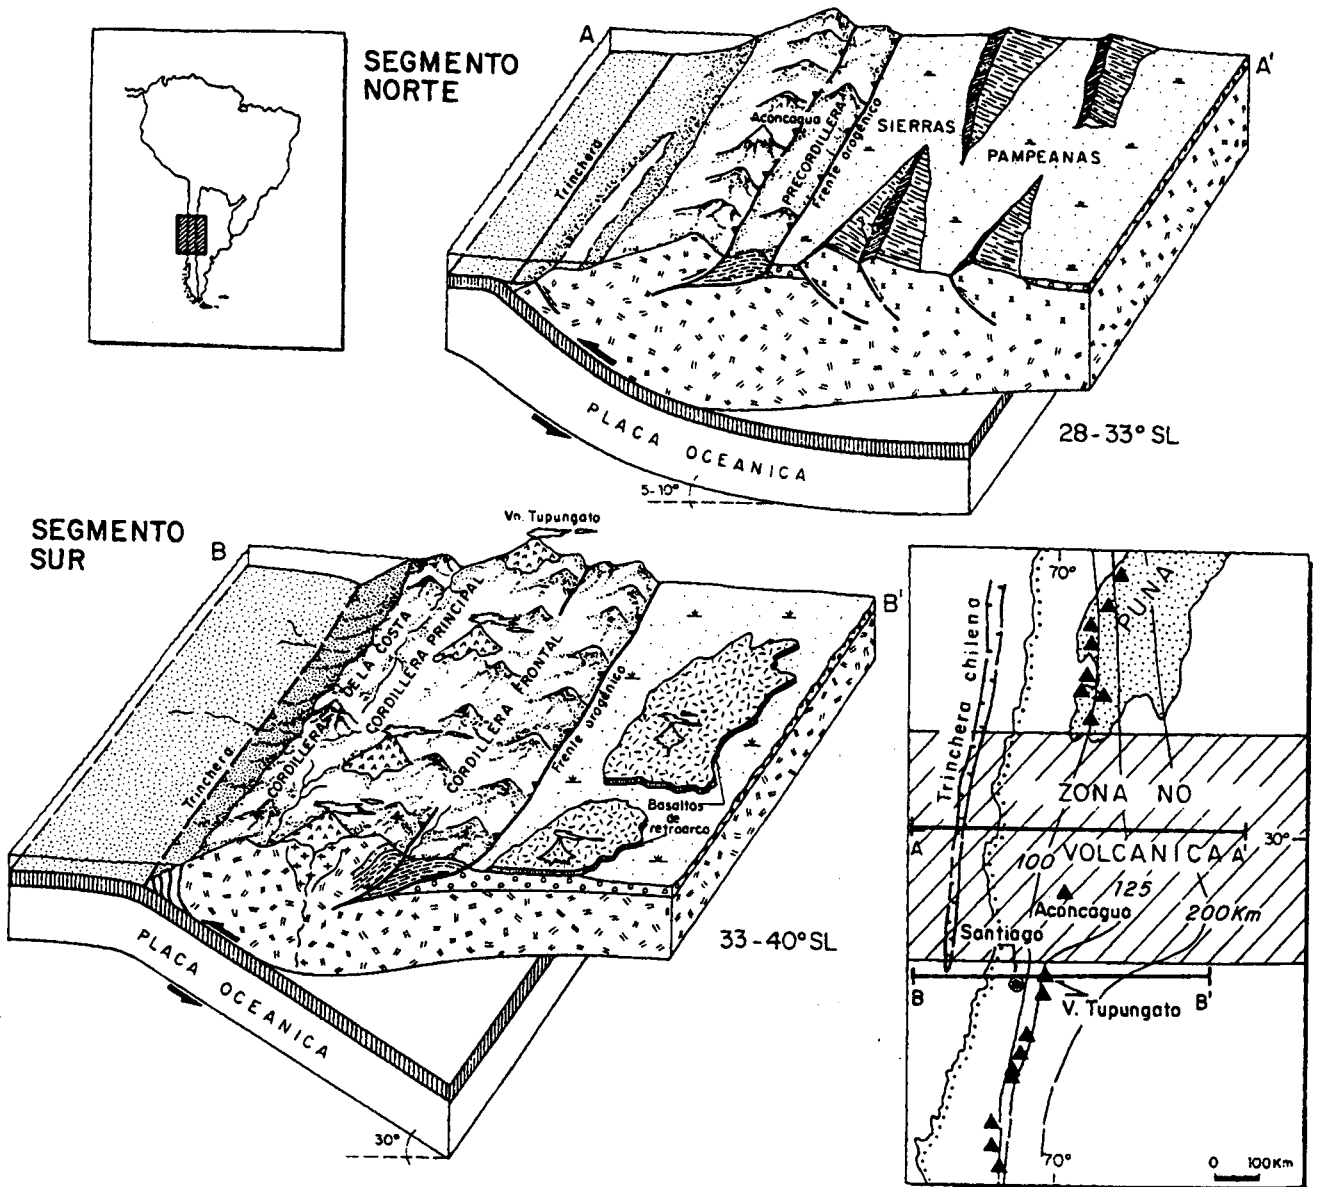 SEGMENTO
NORTE
A
A'
Trinchera
Aconcagua
PRECORDILLERA
Frente orogénico
SIERRAS
PAMPEANAS
PLACA OCEANICA
5-10°
28-33° SL
SEGMENTO
SUR
B
B'
Vn. Tupungato
Trinchera
CORDILLERAS DE LA COSTA
CORDILLERA PRINCIPAL
CORDILLERA FRONTAL
Frente orogénico
Basaltos
de
retroarco
PLACA OCEANICA
30°
33-40° SL
70°
PUNA
Trinchera chilena
ZONA NO
VOLCANICA
A
A'
30°
100
125
200Km
Aconcagua
Santiago
B
B'
V. Tupungato
70°
0 100Km